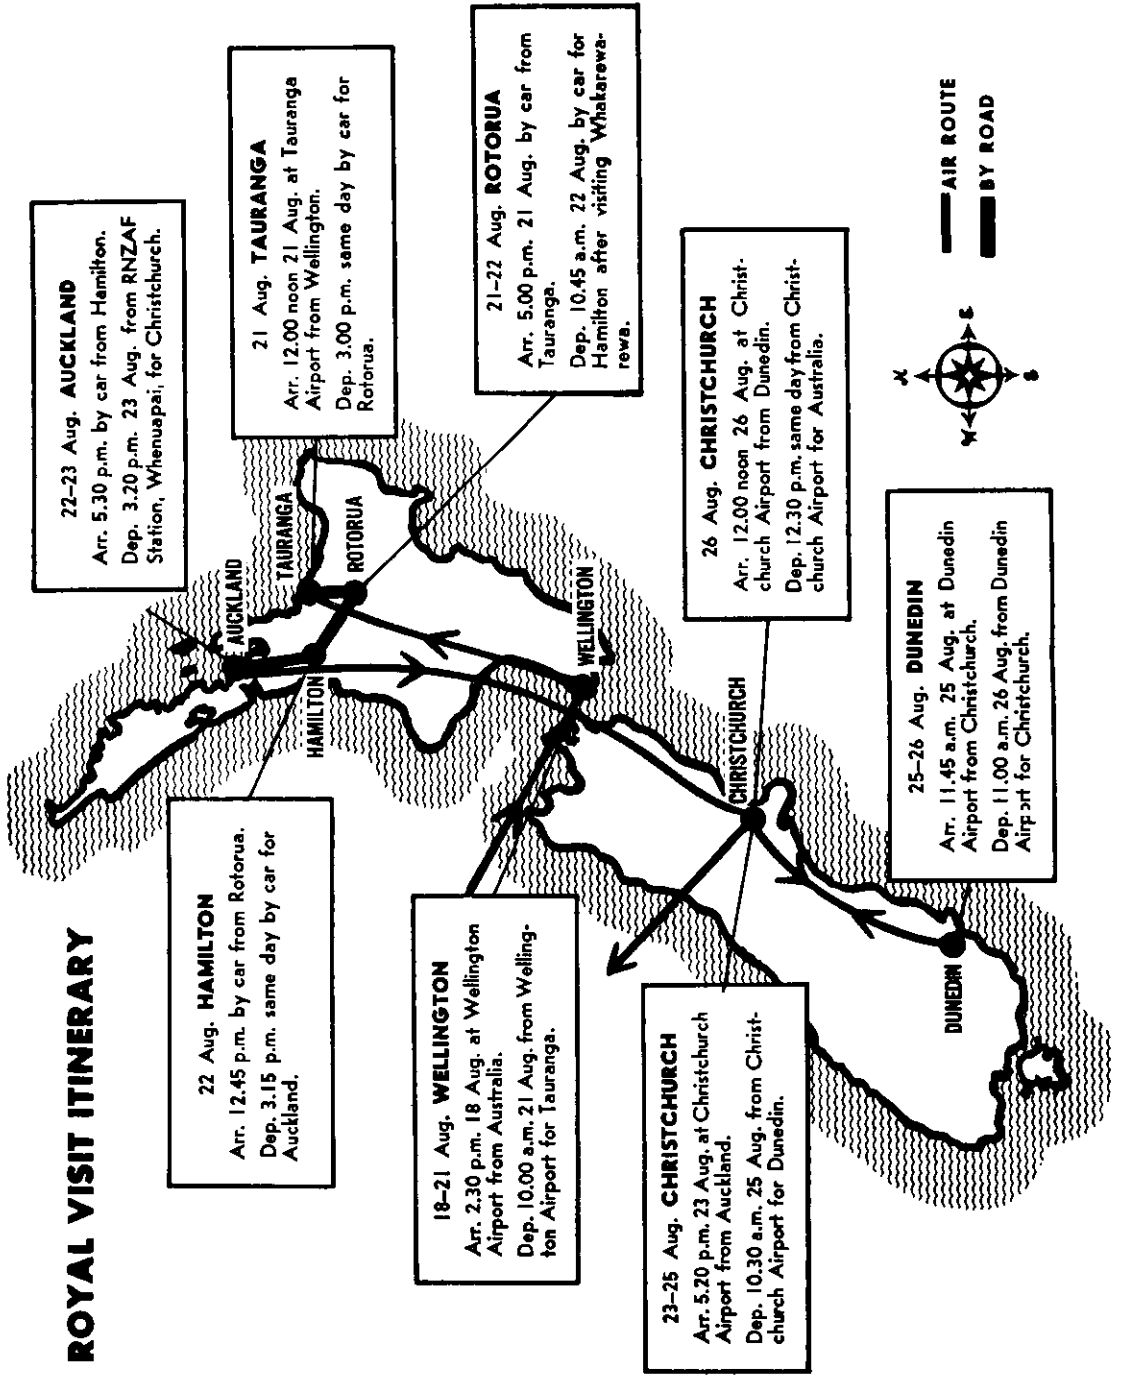 ROYAL VISIT ITINERARY
22–23 Aug. AUCKLAND
Arr. 5.30 p.m. by car from Hamilton.
Dep. 3.20 p.m. 23 Aug. from RNZAF
Station, Whenuapai, for Christchurch.
21 Aug. TAURANGA
Arr. 12.00 noon 21 Aug. at Tauranga
Airport from Wellington.
Dep. 3.00 p.m. same day by car for
Rotorua.
21–22 Aug. ROTORUA
Arr. 5.00 p.m. 21 Aug. by car from
Tauranga.
Dep. 10.45 a.m. 22 Aug. by car for
Hamilton after visiting Whakarewa-
rewa.
22 Aug. HAMILTON
Arr. 12.45 p.m. by car from Rotorua.
Dep. 3.15 p.m. same day by car for
Auckland.
18–21 Aug. WELLINGTON
Arr. 2.30 p.m. 18 Aug. at Wellington
Airport from Australia.
Dep. 10.00 a.m. 21 Aug. from Welling-
ton Airport for Tauranga.
23–25 Aug. CHRISTCHURCH
Arr. 5.20 p.m. 23 Aug. at Christchurch
Airport from Auckland.
Dep. 10.30 a.m. 25 Aug. from Christ-
church Airport for Dunedin.
26 Aug. CHRISTCHURCH
Arr. 12.00 noon 26 Aug. at Christ-
church Airport from Dunedin.
Dep. 12.30 p.m. same day from Christ-
church Airport for Australia.
25–26 Aug. DUNEDIN
Arr. 11.45 a.m. 25 Aug. at Dunedin
Airport from Christchurch.
Dep. 11.00 a.m. 26 Aug. from Dunedin
Airport for Christchurch.
AUCKLAND
TAURANGA
HAMILTON
ROTORUA
WELLINGTON
CHRISTCHURCH
DUNEDIN
N
W
E
S
AIR ROUTE
BY ROAD